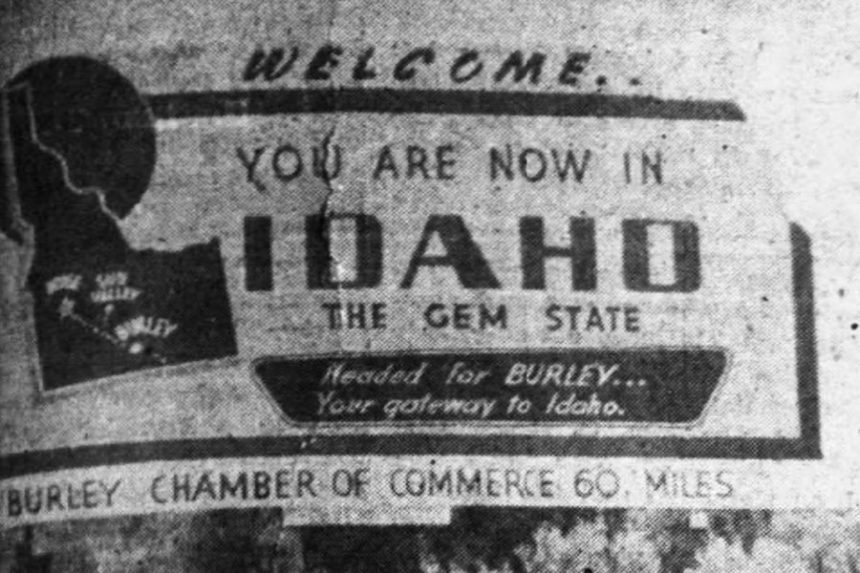 WELCOME..
YOU ARE NOW IN
IDAHO
THE GEM STATE
BOISE SUN
VALLEY
BURLEY
Headed for BURLEY...
Your gateway to Idaho.
BURLEY CHAMBER OF COMMERCE 60. MILES